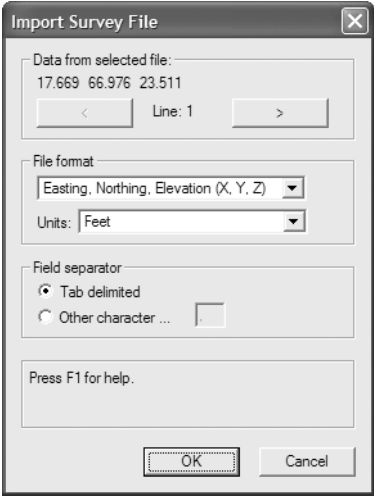 Import Survey File
Data from selected file:
17.669 66.976 23.511
< Line: 1 >
File format
Easting, Northing, Elevation (X, Y, Z)
Units: Feet
Field separator
Tab delimited
Other character ...
Press F1 for help.
OK Cancel